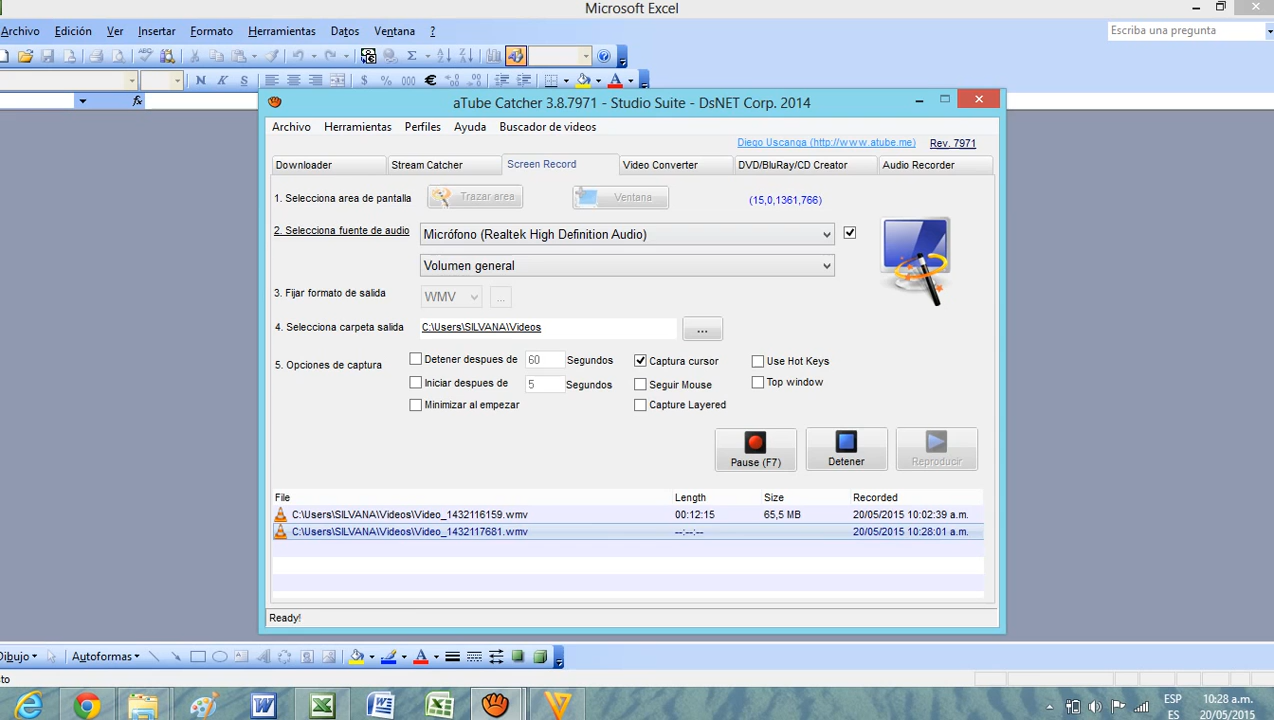 Microsoft Excel
Archivo Edición Ver Insertar Formato Herramientas Datos Ventana ? Escriba una pregunta
N K S $ % 000 € A
fx
aTube Catcher 3.8.7971 - Studio Suite - DsNET Corp. 2014
Archivo Herramientas Perfiles Ayuda Buscador de videos
Diego Uscanga (http://www.atube.me) Rev. 7971
Downloader Stream Catcher Screen Record Video Converter DVD/BluRay/CD Creator Audio Recorder
1. Selecciona area de pantalla Trazar area Ventana (15,0,1361,766)
2. Selecciona fuente de audio Micrófono (Realtek High Definition Audio)
Volumen general
3. Fijar formato de salida WMV ...
4. Selecciona carpeta salida C:\Users\SILVANA\Videos ...
5. Opciones de captura Detener despues de 60 Segundos Captura cursor Use Hot Keys
Iniciar despues de 5 Segundos Seguir Mouse Top window
Minimizar al empezar Capture Layered
Pause (F7) Detener Reproducir
File Length Size Recorded
C:\Users\SILVANA\Videos\Video_1432116159.wmv 00:12:15 65,5 MB 20/05/2015 10:02:39 a.m.
C:\Users\SILVANA\Videos\Video_1432117681.wmv --:--:-- 20/05/2015 10:28:01 a.m.
Ready!
Dibujo Autoformas A
sto
ESP 10:28 a.m.
ES 20/05/2015